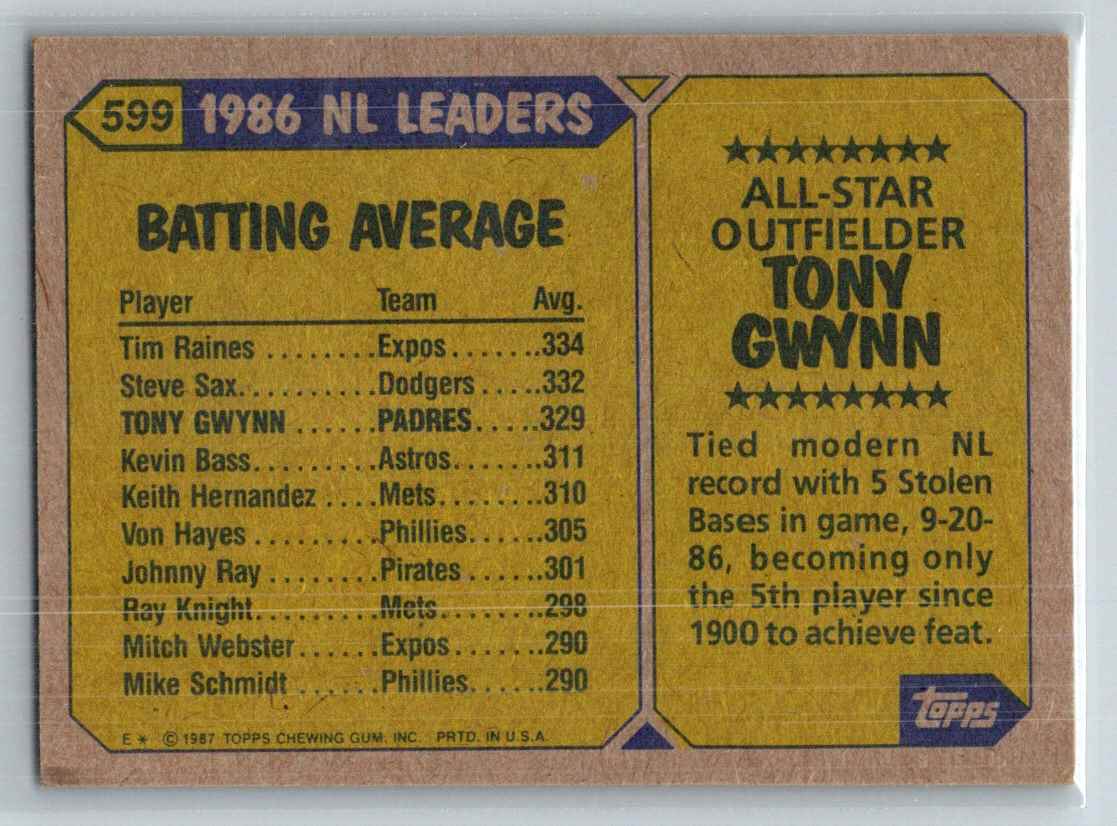 599 1986 NL LEADERS
BATTING AVERAGE
Player Team Avg.
Tim Raines ........Expos.......334
Steve Sax..........Dodgers.....332
TONY GWYNN ......PADRES.....329
Kevin Bass.........Astros.......311
Keith Hernandez ....Mets........310
Von Hayes .........Phillies......305
Johnny Ray ........Pirates......301
Ray Knight.........Mets........298
Mitch Webster......Expos.......290
Mike Schmidt ......Phillies......290
E * © 1987 TOPPS CHEWING GUM, INC. PRTD. IN U.S.A.
ALL-STAR
OUTFIELDER
TONY
GWYNN
Tied modern NL
record with 5 Stolen
Bases in game, 9-20-
86, becoming only
the 5th player since
1900 to achieve feat.
TOPPS